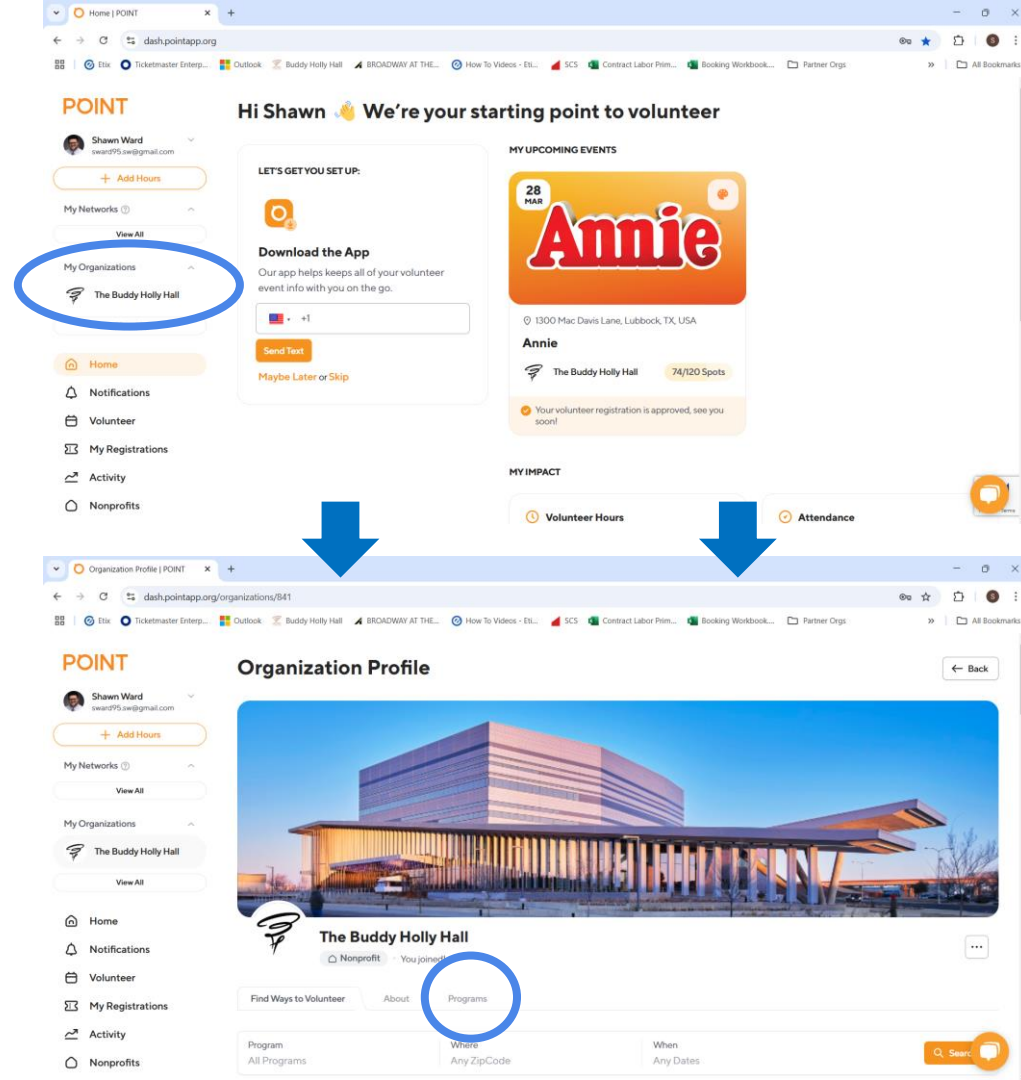 Home | POINT
dash.pointapp.org
Etix Ticketmaster Enterp... Outlook Buddy Holly Hall BROADWAY AT THE... How To Videos - Eti... SCS Contract Labor Prim... Booking Workbook... Partner Orgs » All Bookmarks
POINT
Shawn Ward
sward95.sw@gmail.com
+ Add Hours
My Networks
View All
My Organizations
The Buddy Holly Hall
Home
Notifications
Volunteer
My Registrations
Activity
Nonprofits
Hi Shawn 👋 We're your starting point to volunteer
LET'S GET YOU SET UP:
Download the App
Our app helps keeps all of your volunteer
event info with you on the go.
+1
Send Text
Maybe Later or Skip
MY UPCOMING EVENTS
28
MAR
Annie
1300 Mac Davis Lane, Lubbock, TX, USA
Annie
The Buddy Holly Hall 74/120 Spots
Your volunteer registration is approved, see you
soon!
MY IMPACT
Volunteer Hours
Attendance
Organization Profile | POINT
dash.pointapp.org/organizations/841
Etix Ticketmaster Enterp... Outlook Buddy Holly Hall BROADWAY AT THE... How To Videos - Eti... SCS Contract Labor Prim... Booking Workbook... Partner Orgs » All Bookmarks
POINT
Shawn Ward
sward95.sw@gmail.com
+ Add Hours
My Networks
View All
My Organizations
The Buddy Holly Hall
View All
Home
Notifications
Volunteer
My Registrations
Activity
Nonprofits
Organization Profile
← Back
The Buddy Holly Hall
Nonprofit · You joined
Find Ways to Volunteer About Programs
Program Where When
All Programs Any ZipCode Any Dates
Searc